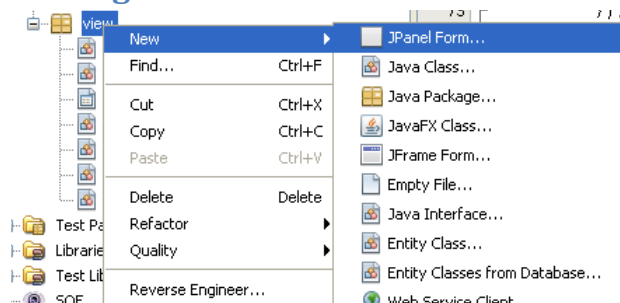 view
New
Find... Ctrl+F
Cut Ctrl+X
Copy Ctrl+C
Paste Ctrl+V
Delete Delete
Refactor
Quality
Reverse Engineer...
JPanel Form...
Java Class...
Java Package...
JavaFX Class...
JFrame Form...
Empty File...
Java Interface...
Entity Class...
Entity Classes from Database...
Web Service Client
Test Pa
Librarie
Test Lib